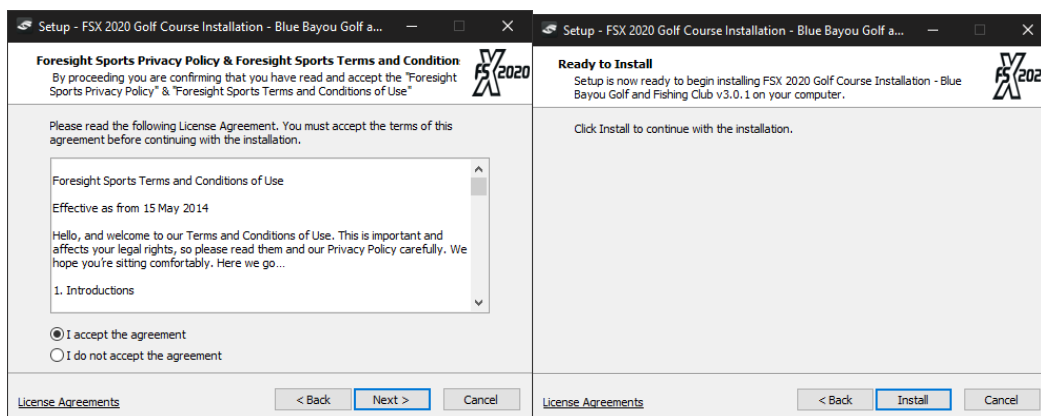 Setup - FSX 2020 Golf Course Installation - Blue Bayou Golf a...
Foresight Sports Privacy Policy & Foresight Sports Terms and Condition
By proceeding you are confirming that you have read and accept the "Foresight
Sports Privacy Policy" & "Foresight Sports Terms and Conditions of Use"
FSX 2020
Please read the following License Agreement. You must accept the terms of this
agreement before continuing with the installation.
Foresight Sports Terms and Conditions of Use
Effective as from 15 May 2014
Hello, and welcome to our Terms and Conditions of Use. This is important and
affects your legal rights, so please read them and our Privacy Policy carefully. We
hope you're sitting comfortably. Here we go...
1. Introductions
I accept the agreement
I do not accept the agreement
License Agreements
< Back
Next >
Cancel
Setup - FSX 2020 Golf Course Installation - Blue Bayou Golf a...
Ready to Install
Setup is now ready to begin installing FSX 2020 Golf Course Installation - Blue
Bayou Golf and Fishing Club v3.0.1 on your computer.
FSX 202
Click Install to continue with the installation.
License Agreements
< Back
Install
Cancel